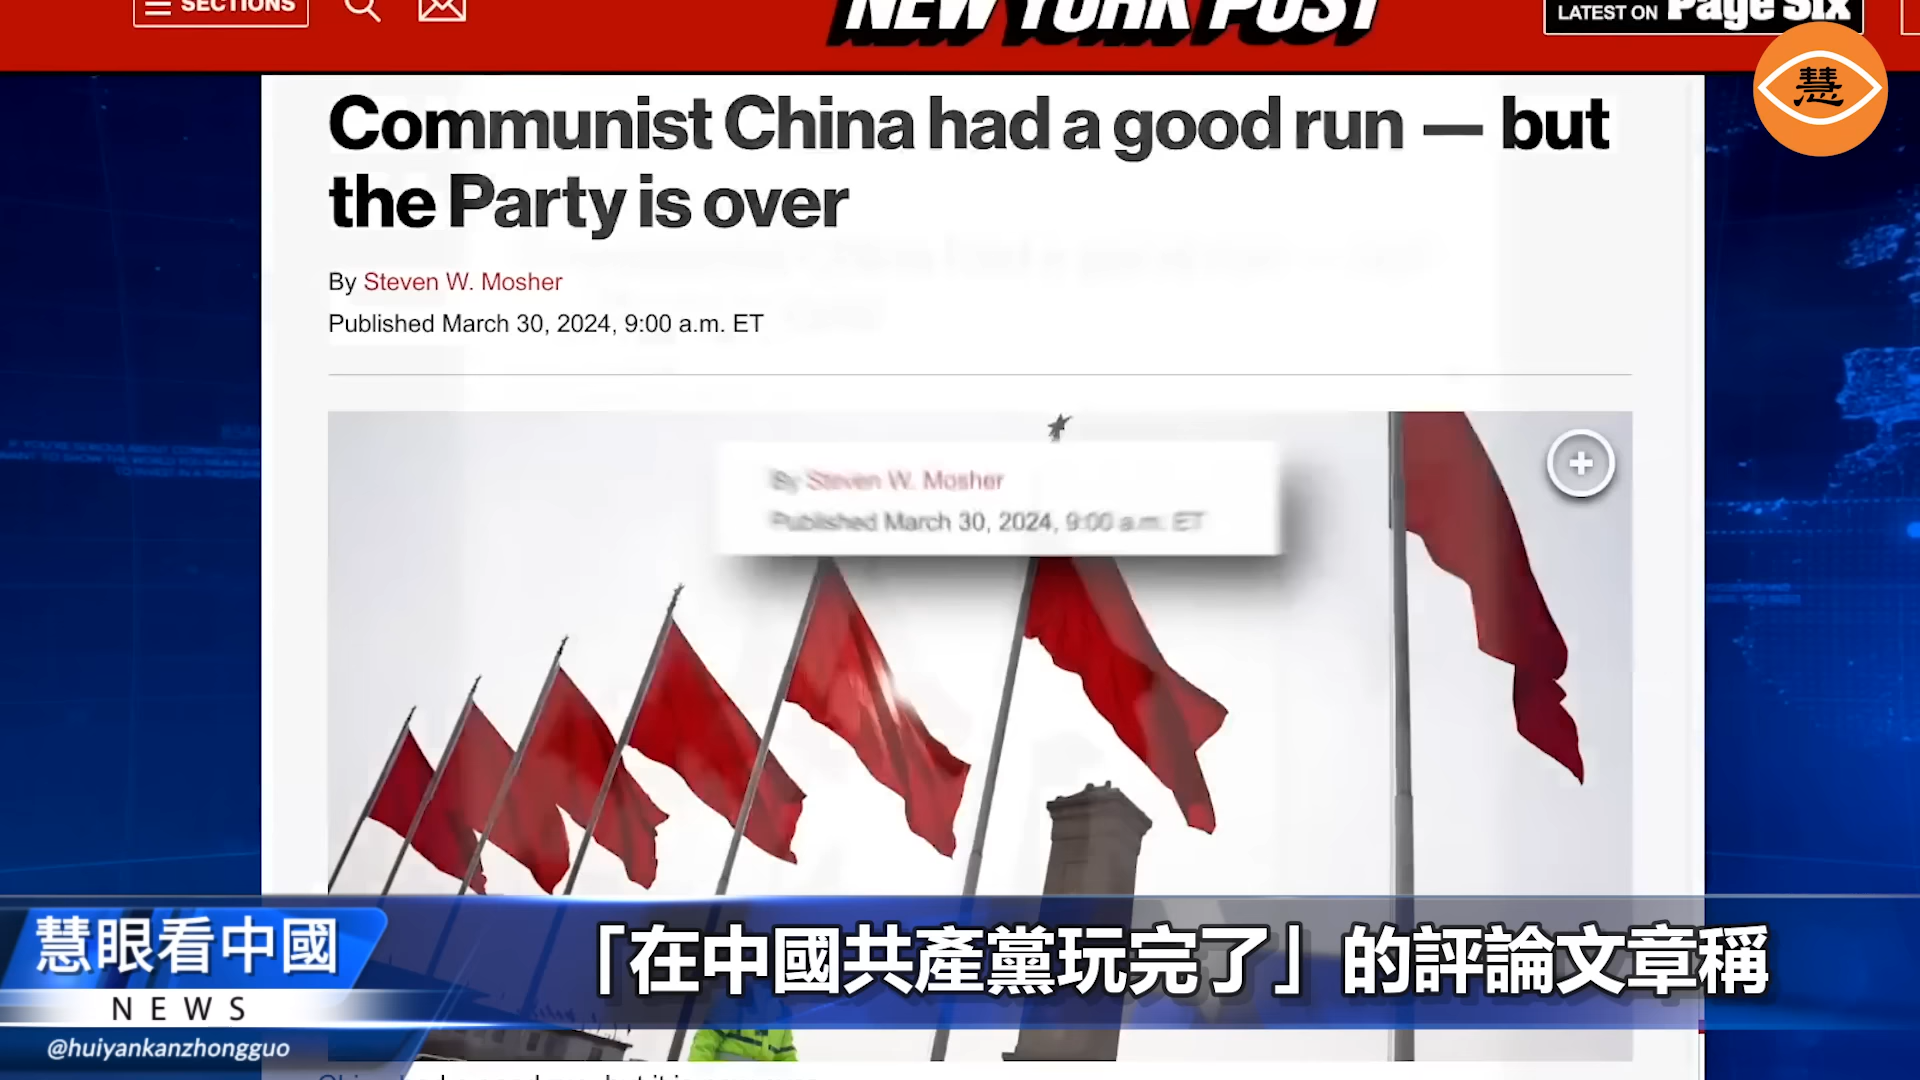 SECTIONS
NEW YORK POST
LATEST ON Page Six
慧
Communist China had a good run — but
the Party is over
By Steven W. Mosher
Published March 30, 2024, 9:00 a.m. ET
By Steven W. Mosher
Published March 30, 2024, 9:00 a.m. ET
慧眼看中國
「在中國共產黨玩完了」的評論文章稱
NEWS
@huiyankanzhongguo